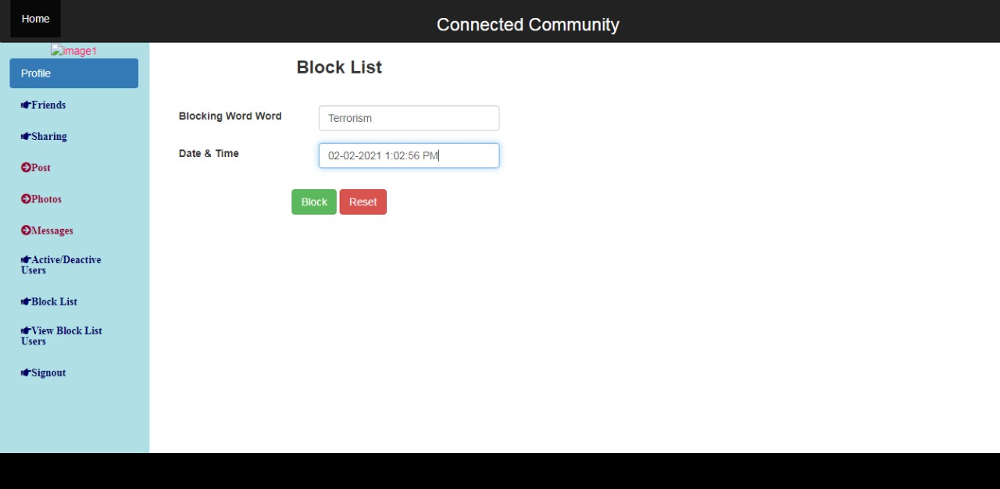 Home
Connected Community
image1
Profile
Friends
Sharing
Post
Photos
Messages
Active/Deactive
Users
Block List
View Block List
Users
Signout
Block List
Blocking Word Word
Terrorism
Date & Time
02-02-2021 1:02:56 PM
Block Reset